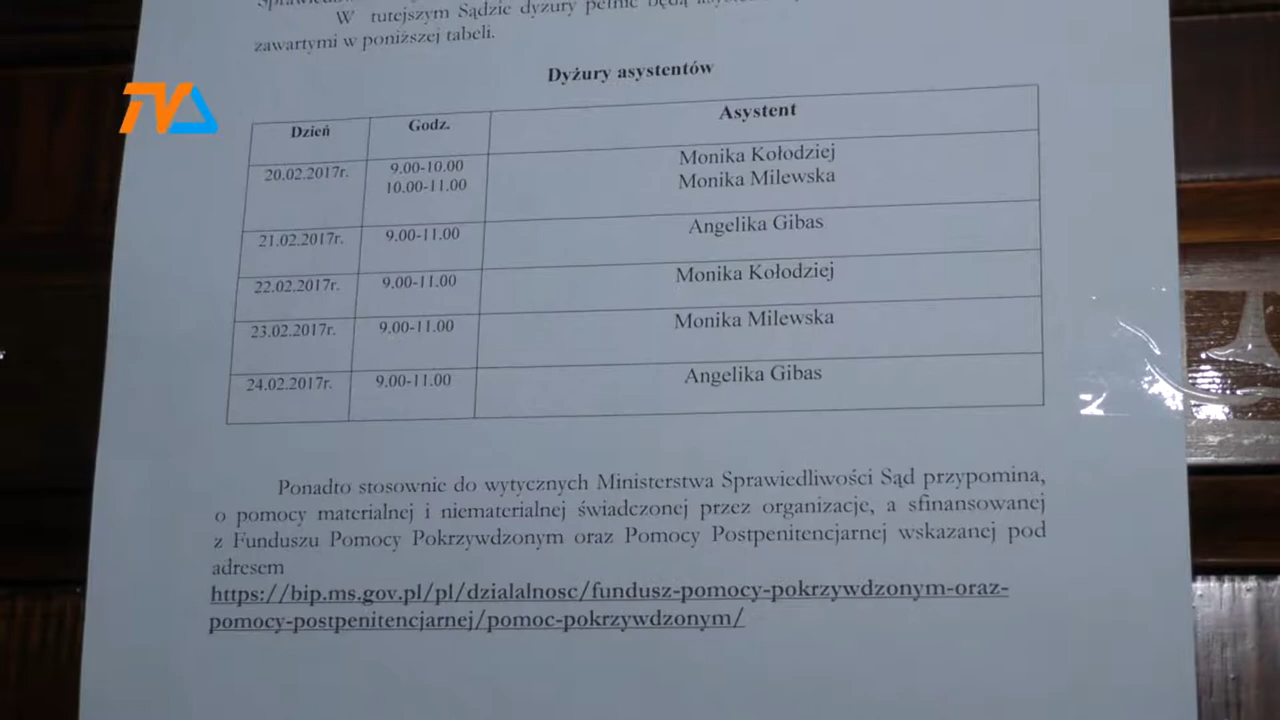 W tutejszym Sądzie dyżury pełnić będą
zawartymi w poniższej tabeli.
Dyżury asystentów
TVA
Dzień Godz. Asystent
20.02.2017r. 9.00-10.00 Monika Kołodziej
10.00-11.00 Monika Milewska
21.02.2017r. 9.00-11.00 Angelika Gibas
22.02.2017r. 9.00-11.00 Monika Kołodziej
23.02.2017r. 9.00-11.00 Monika Milewska
24.02.2017r. 9.00-11.00 Angelika Gibas
Ponadto stosownie do wytycznych Ministerstwa Sprawiedliwości Sąd przypomina,
o pomocy materialnej i niematerialnej świadczonej przez organizacje, a sfinansowanej
z Funduszu Pomocy Pokrzywdzonym oraz Pomocy Postpenitencjarnej wskazanej pod
adresem
https://bip.ms.gov.pl/pl/dzialalnosc/fundusz-pomocy-pokrzywdzonym-oraz-
pomocy-postpenitencjarnej/pomoc-pokrzywdzonym/